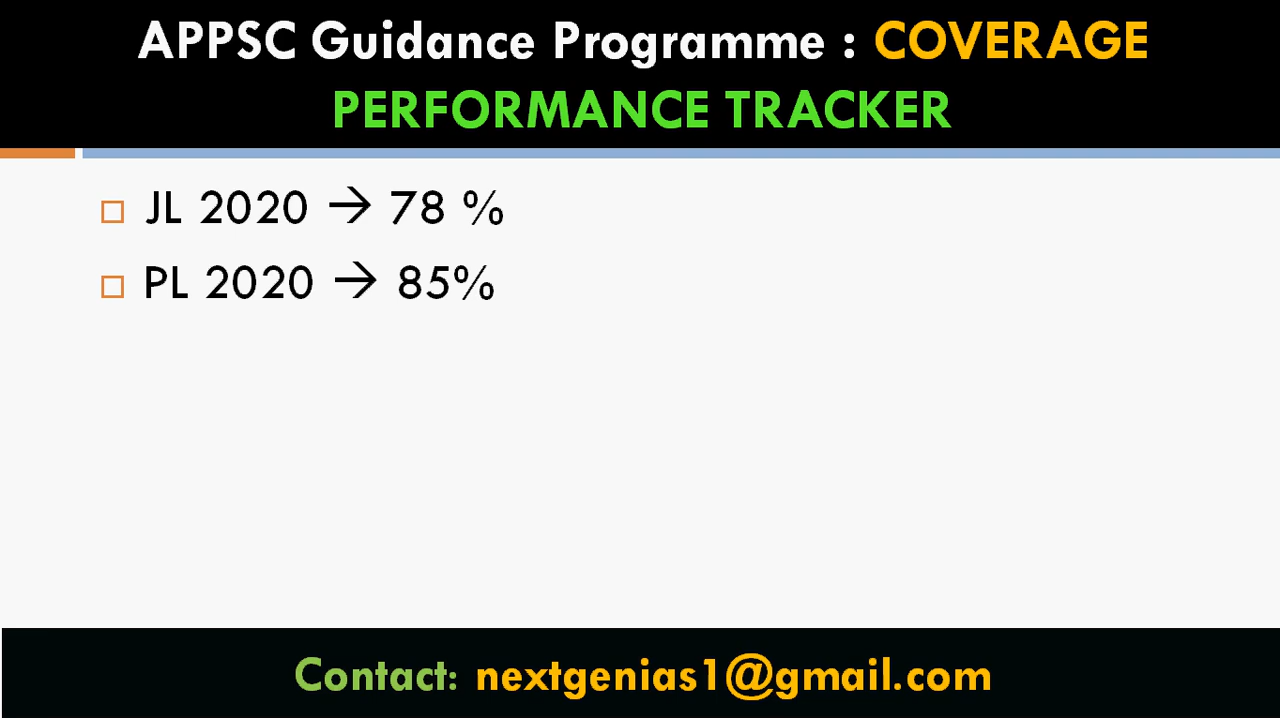 APPSC Guidance Programme : COVERAGE
PERFORMANCE TRACKER
JL 2020 → 78 %
PL 2020 → 85%
Contact: nextgenias1@gmail.com